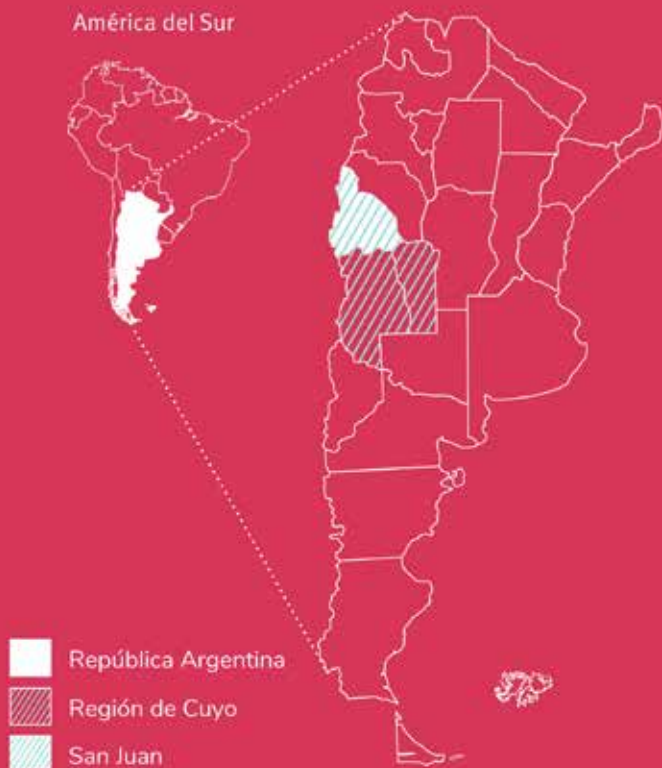 América del Sur
República Argentina
Región de Cuyo
San Juan